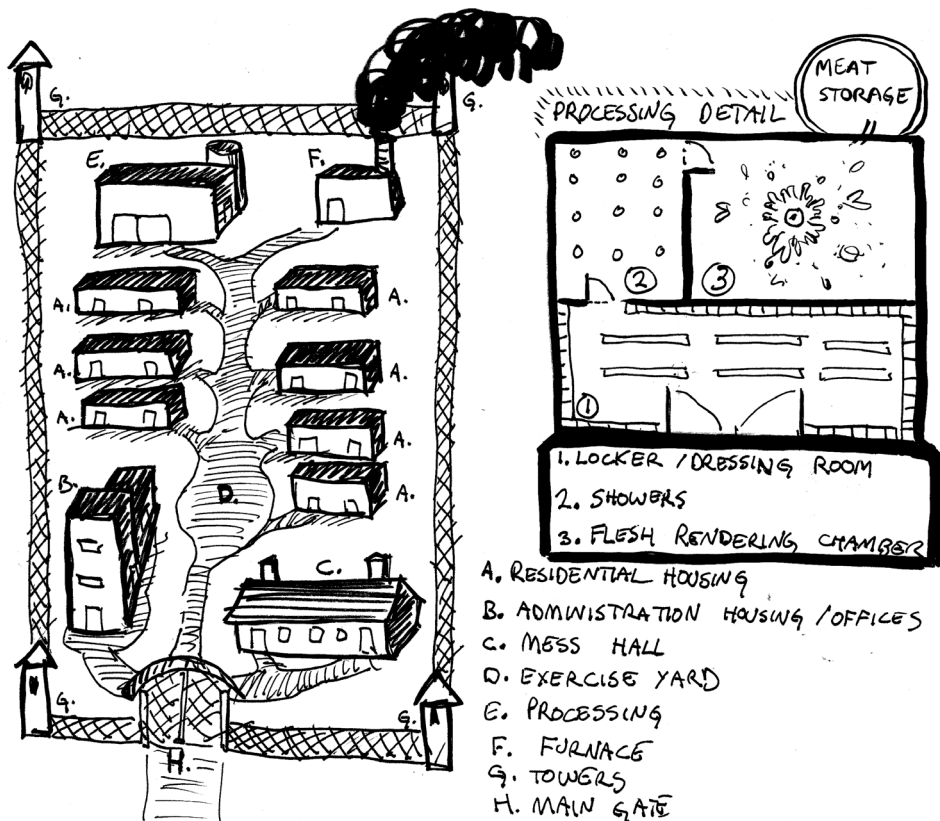 G.
G.
E.
F.
A.
A.
A.
A.
A.
A.
A.
B.
D.
C.
G.
G.
H.
PROCESSING DETAIL
MEAT
STORAGE
2
3
1
1. LOCKER / DRESSING ROOM
2. SHOWERS
3. FLESH RENDERING CHAMBER
A. RESIDENTIAL HOUSING
B. ADMINISTRATION HOUSING / OFFICES
C. MESS HALL
D. EXERCISE YARD
E. PROCESSING
F. FURNACE
G. TOWERS
H. MAIN GATE